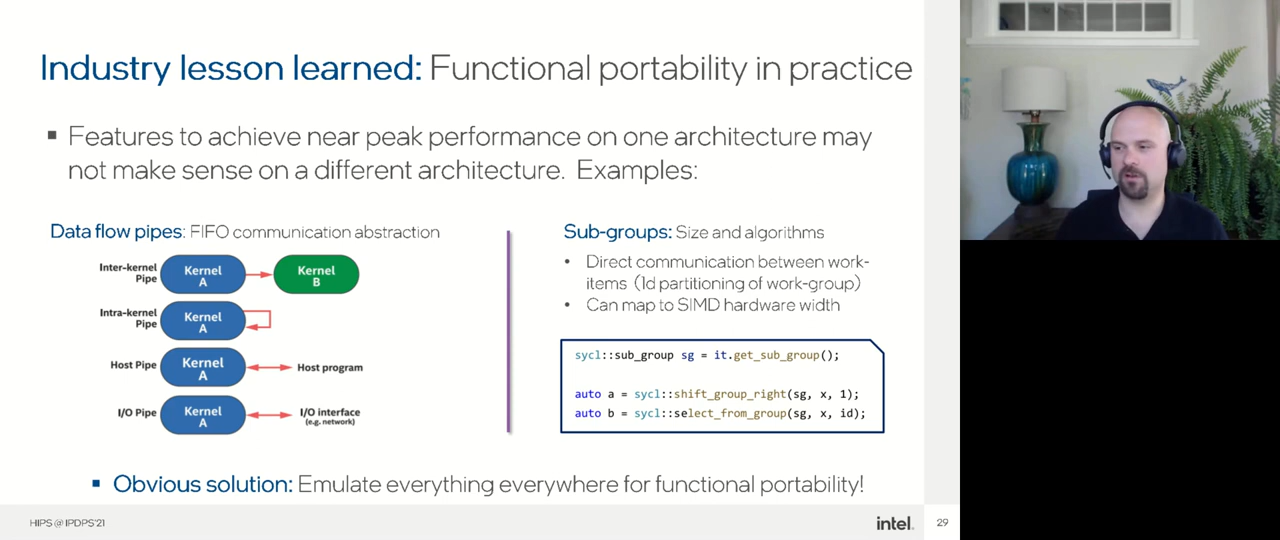 Industry lesson learned: Functional portability in practice
▪ Features to achieve near peak performance on one architecture may
not make sense on a different architecture. Examples:
Data flow pipes: FIFO communication abstraction
Inter-kernel
Pipe
Kernel
A
Kernel
B
Intra-kernel
Pipe
Kernel
A
Host Pipe
Kernel
A
Host program
I/O Pipe
Kernel
A
I/O interface
(e.g. network)
Sub-groups: Size and algorithms
• Direct communication between work-
items (1d partitioning of work-group)
• Can map to SIMD hardware width
sycl::sub_group sg = it.get_sub_group();
auto a = sycl::shift_group_right(sg, x, 1);
auto b = sycl::select_from_group(sg, x, id);
▪ Obvious solution: Emulate everything everywhere for functional portability!
HIPS @ IPDPS'21
intel.
29